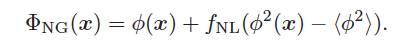 Φ_NG(𝒙) = ϕ(𝒙) + f_NL(ϕ²(𝒙) − ⟨ϕ²⟩).